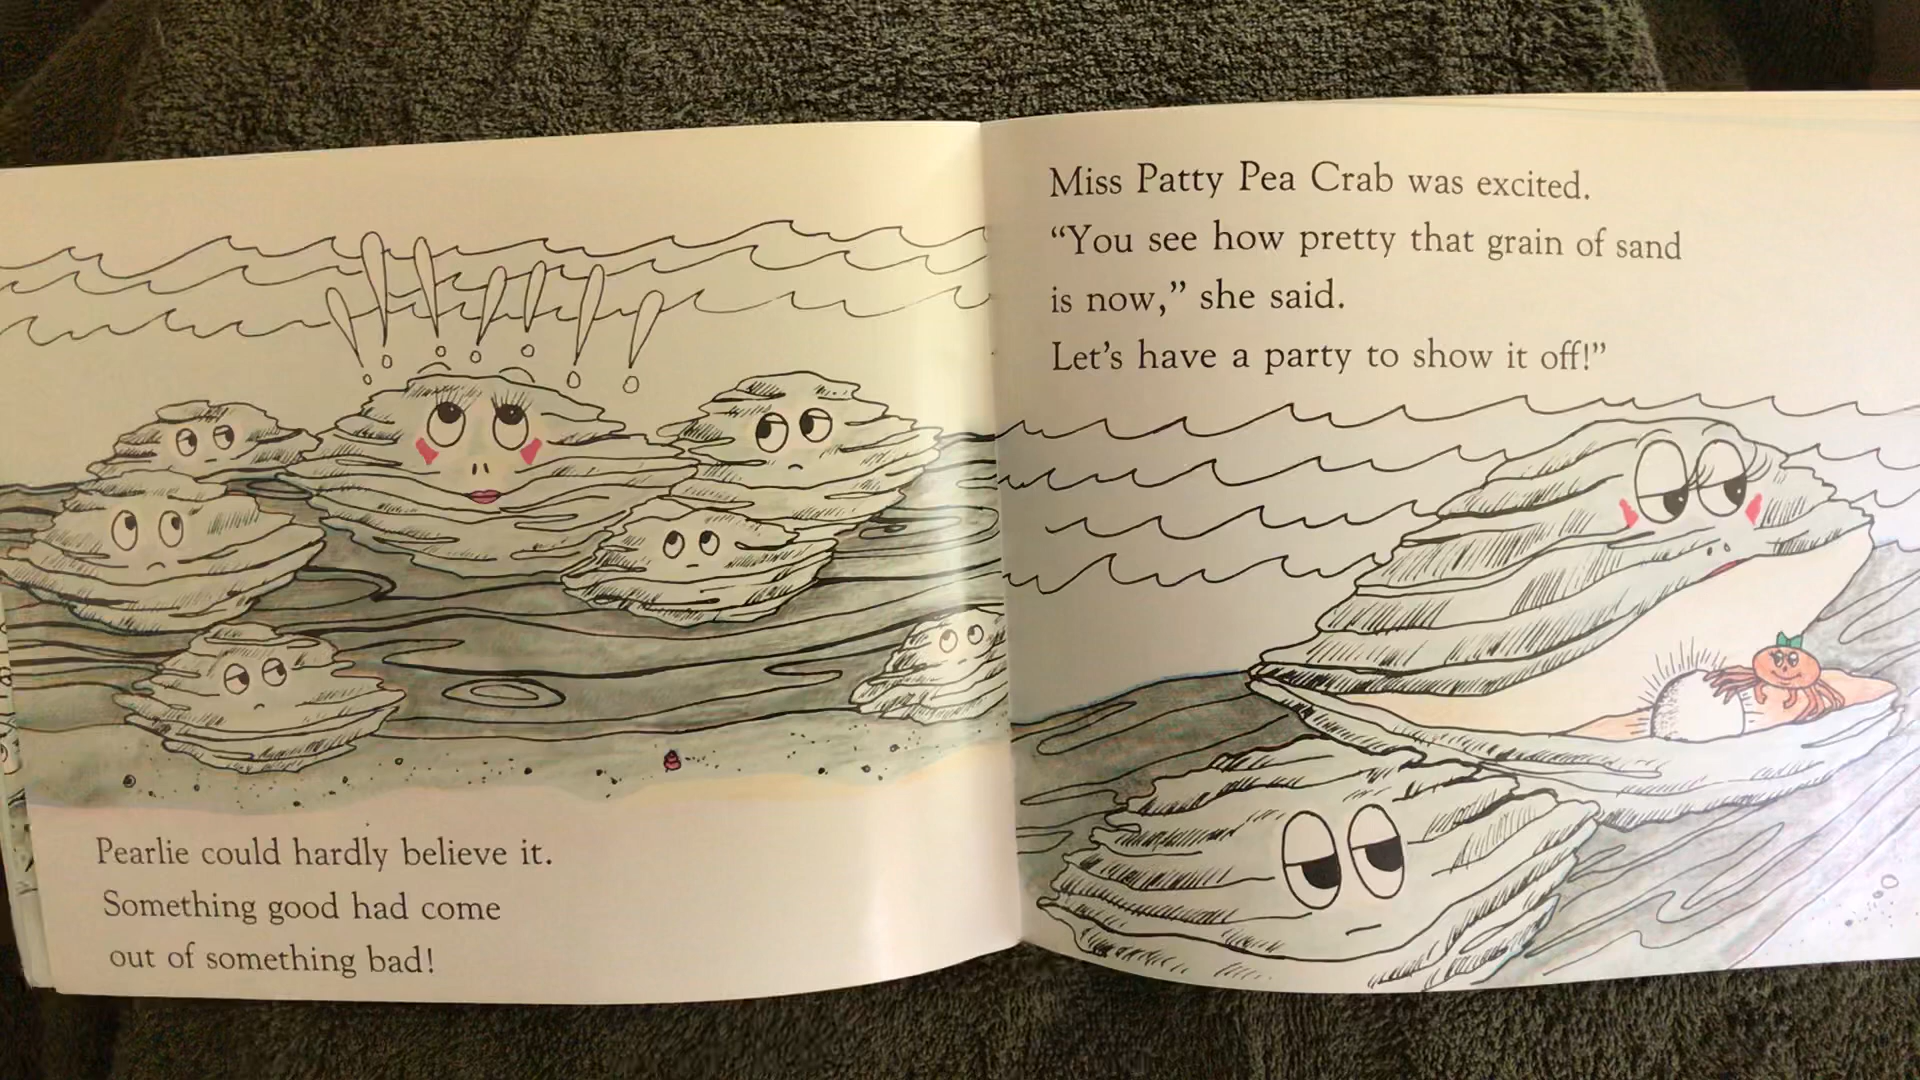 Pearlie could hardly believe it.
Something good had come
out of something bad!
Miss Patty Pea Crab was excited.
“You see how pretty that grain of sand
is now,” she said.
Let’s have a party to show it off!”